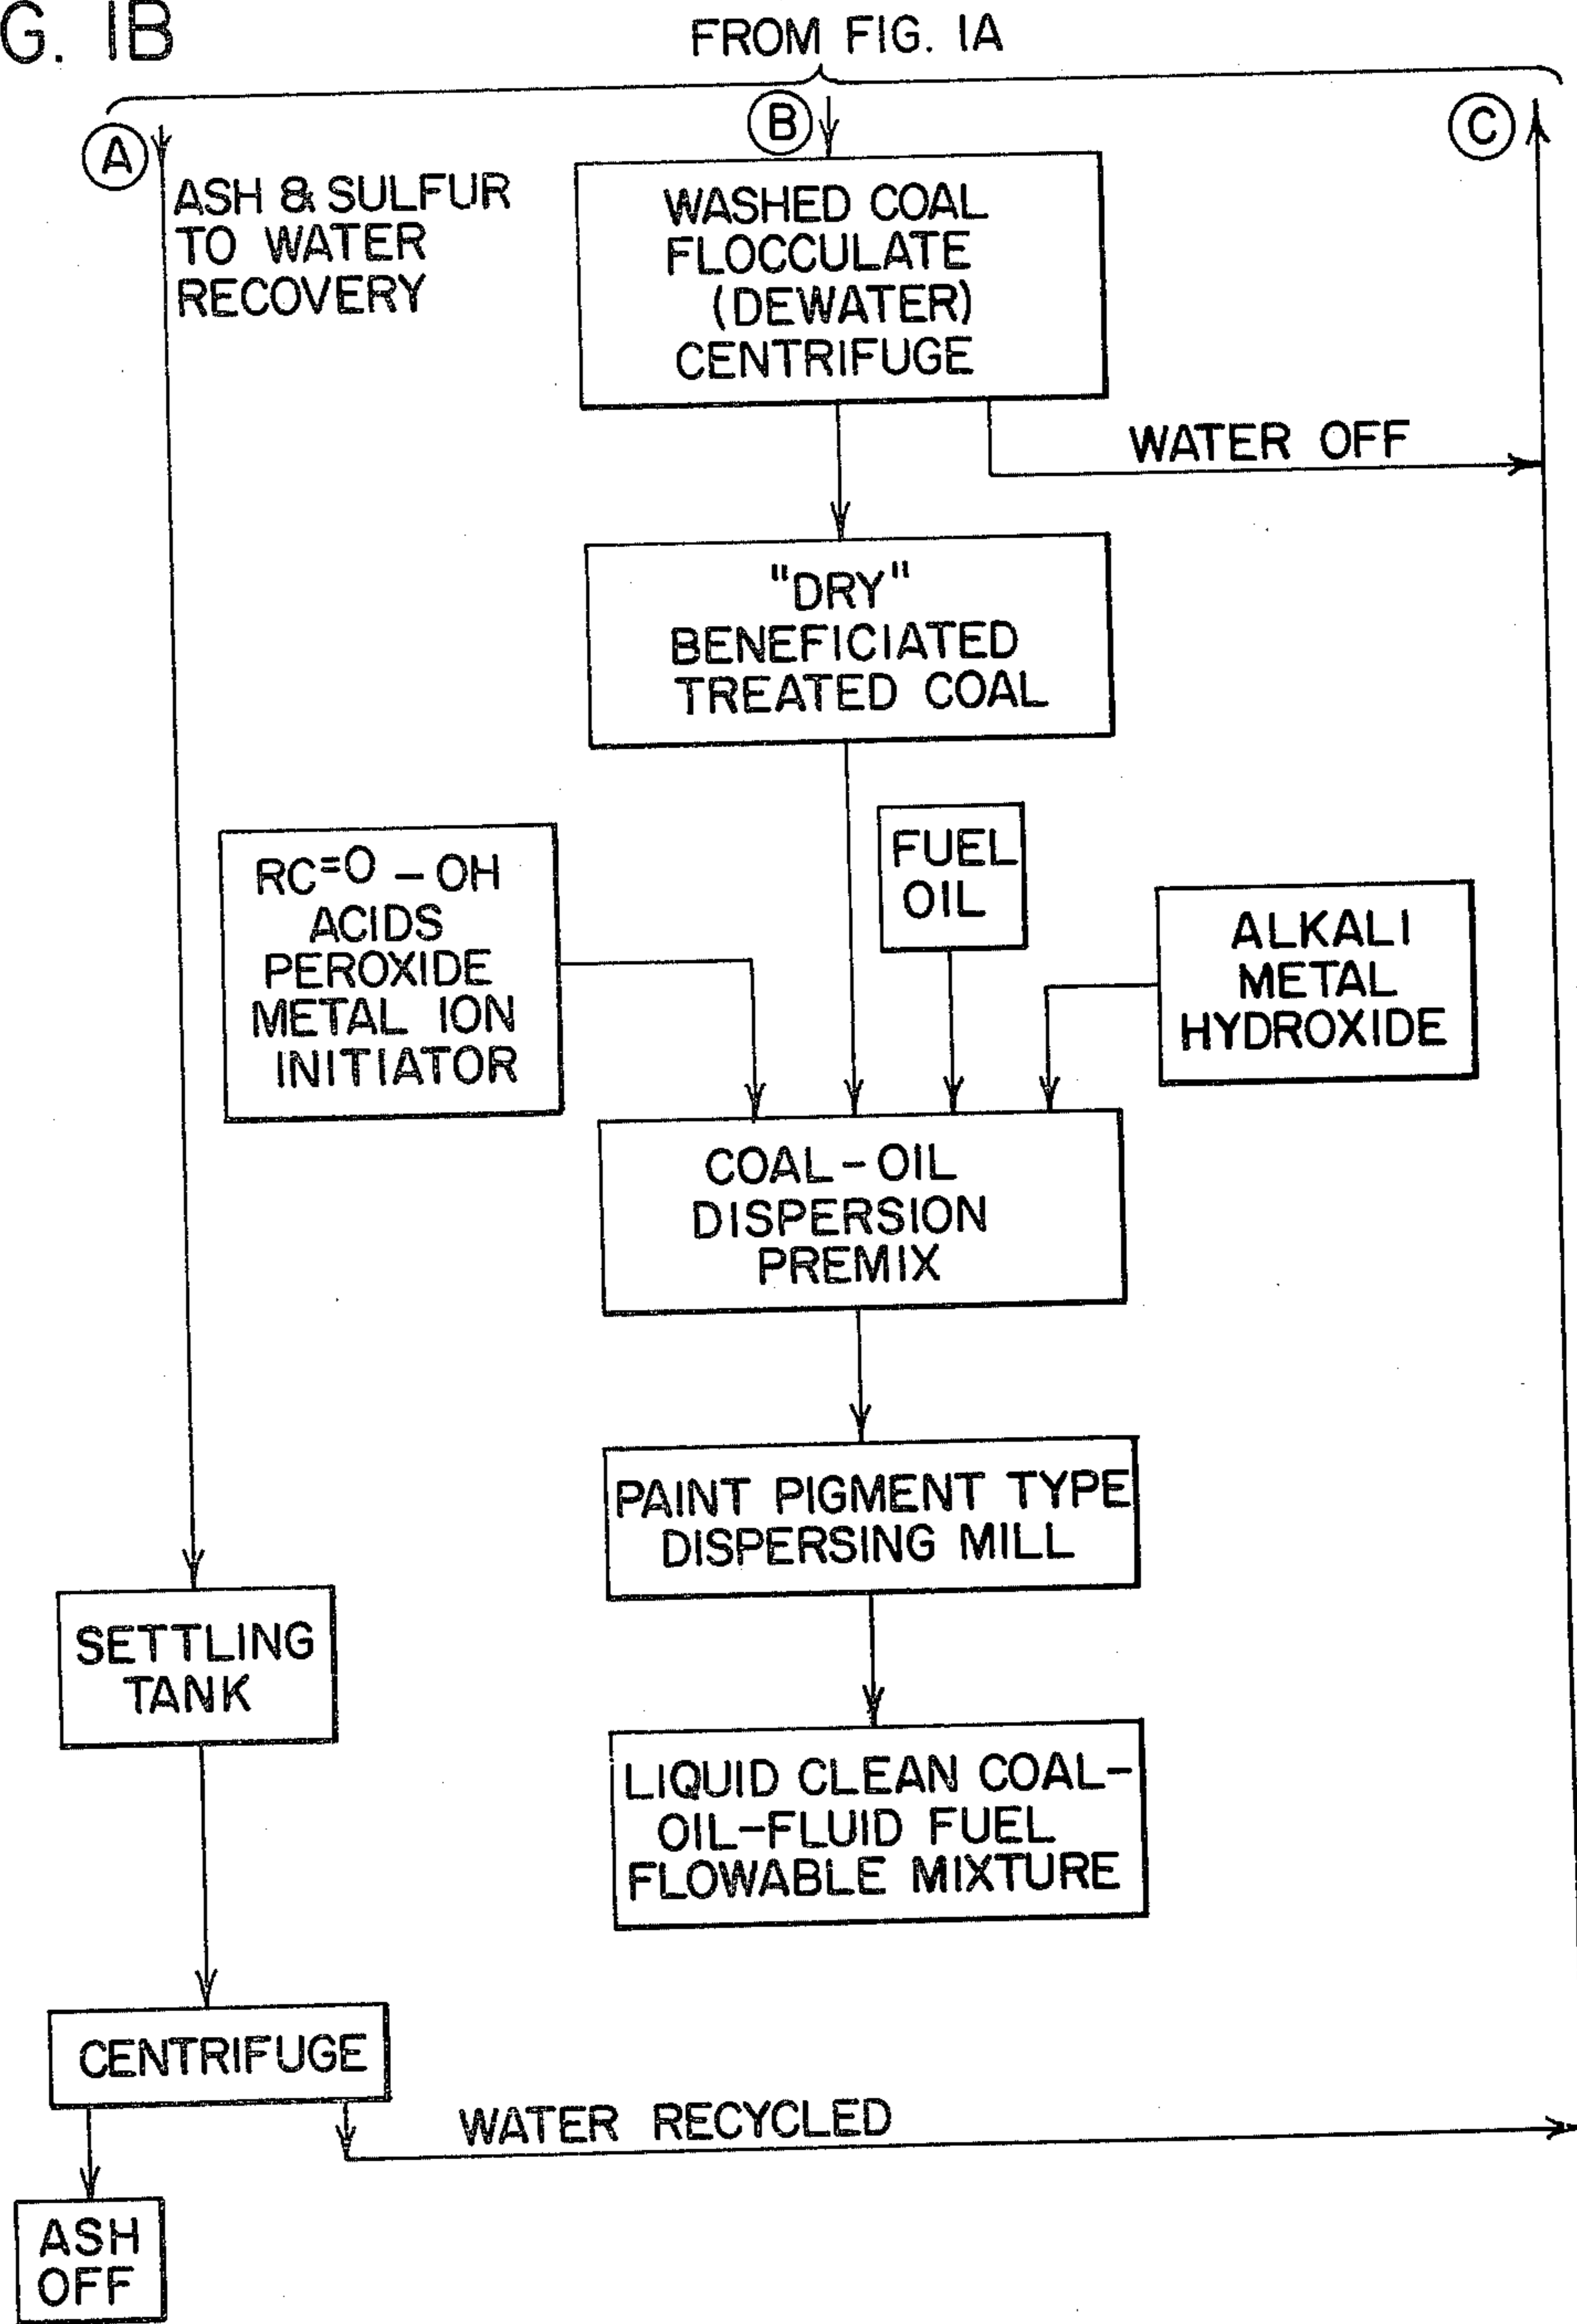 G. 1B
FROM FIG. 1A
A
B
C
ASH & SULFUR
TO WATER
RECOVERY
WASHED COAL
FLOCCULATE
(DEWATER)
CENTRIFUGE
WATER OFF
"DRY"
BENEFICIATED
TREATED COAL
RC=O – OH
ACIDS
PEROXIDE
METAL ION
INITIATOR
FUEL
OIL
ALKALI
METAL
HYDROXIDE
COAL – OIL
DISPERSION
PREMIX
PAINT PIGMENT TYPE
DISPERSING MILL
SETTLING
TANK
LIQUID CLEAN COAL–
OIL–FLUID FUEL
FLOWABLE MIXTURE
CENTRIFUGE
WATER RECYCLED
ASH
OFF